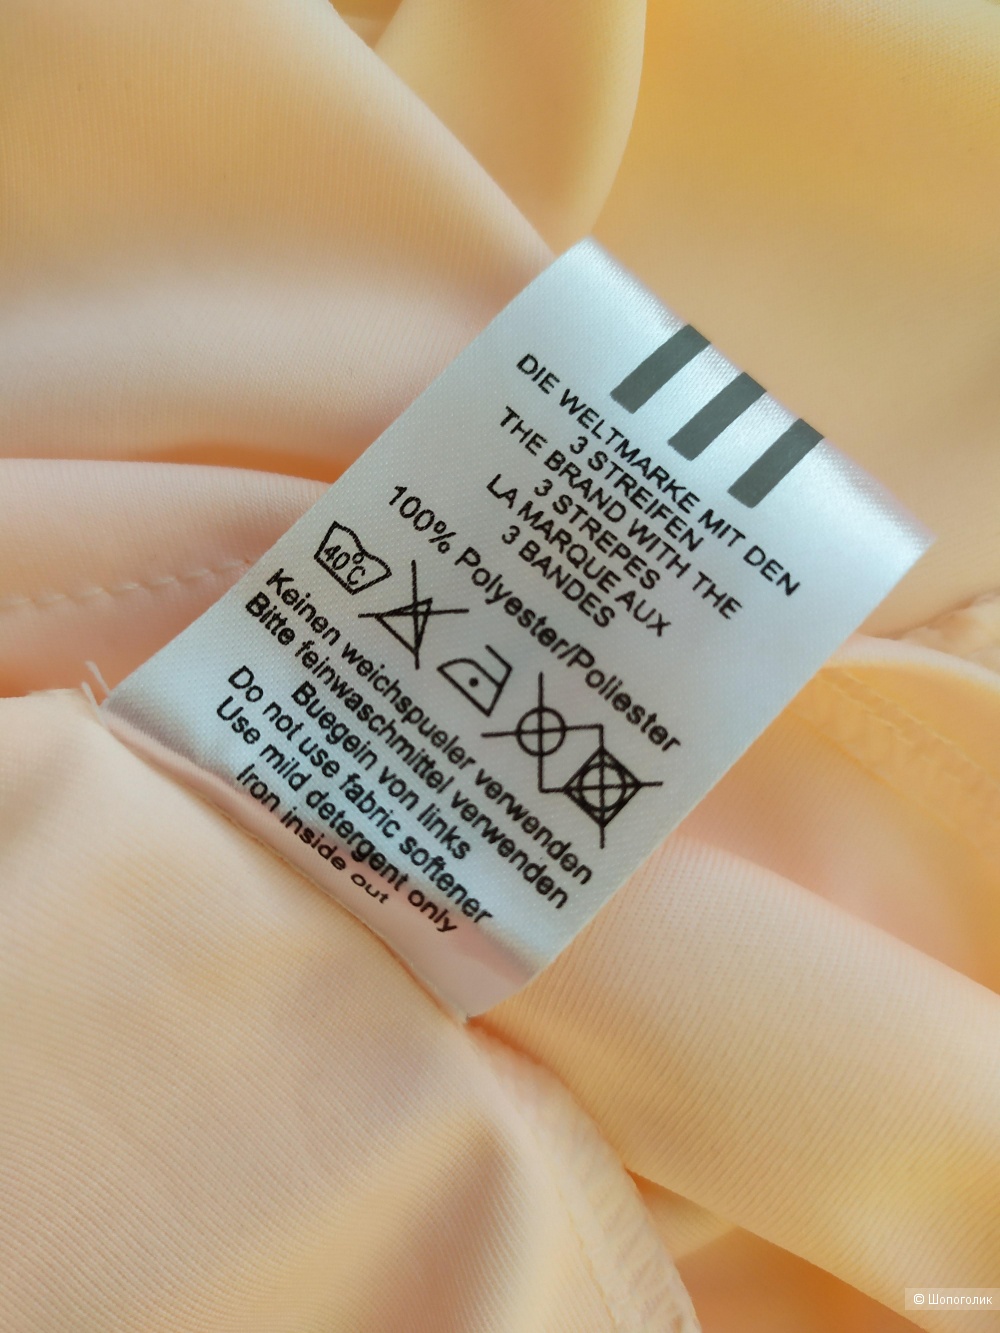 DIE WELTMARKE MIT DEN
3 STREIFEN
THE BRAND WITH THE
3 STREPES
LA MARQUE AUX
3 BANDES
100% Polyester/Poliester
40°C
Keinen weichspueler verwenden
Bitte feinwaschmittel verwenden
Buegein von links
Do not use fabric softener
Use mild detergent only
Iron inside out
© Шопоголик